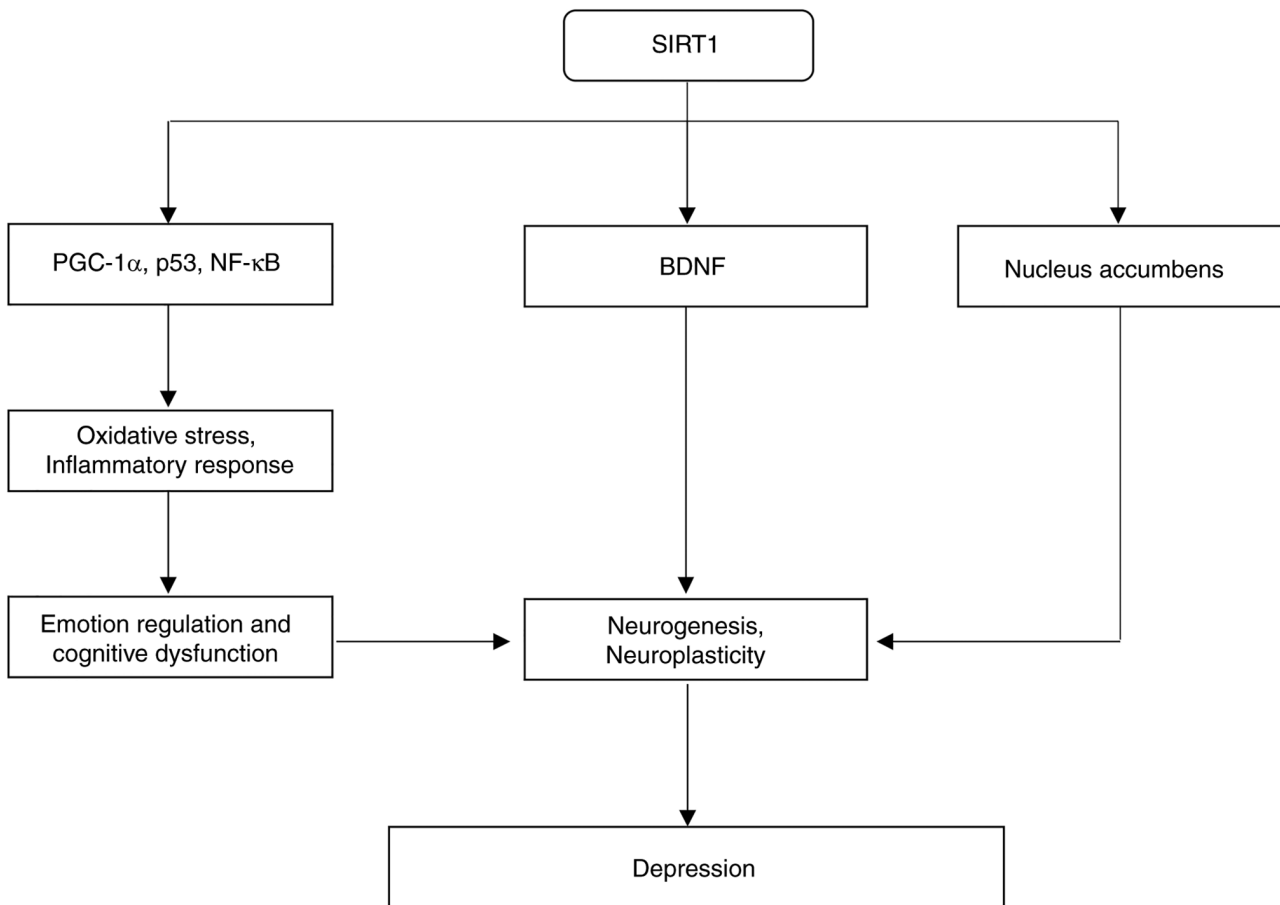 SIRT1
PGC-1α, p53, NF-κB
BDNF
Nucleus accumbens
Oxidative stress,
Inflammatory response
Emotion regulation and
cognitive dysfunction
Neurogenesis,
Neuroplasticity
Depression